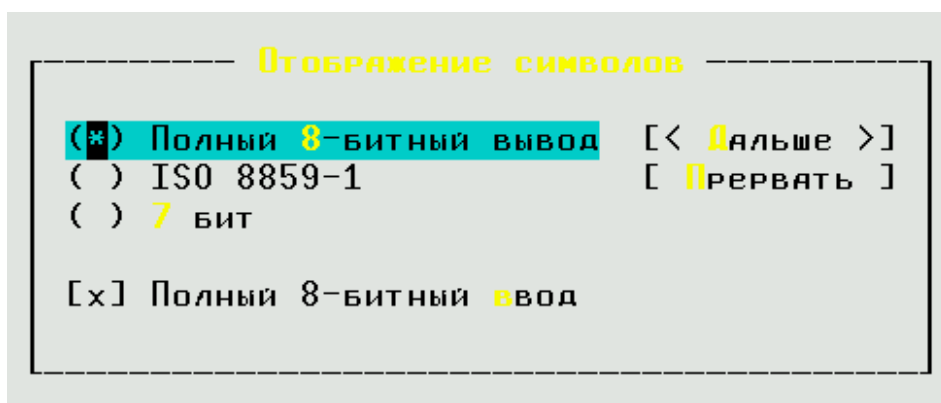 Отображение символов
(*) Полный 8-битный вывод [< Дальше >]
( ) ISO 8859-1 [ Прервать ]
( ) 7 бит
[x] Полный 8-битный ввод